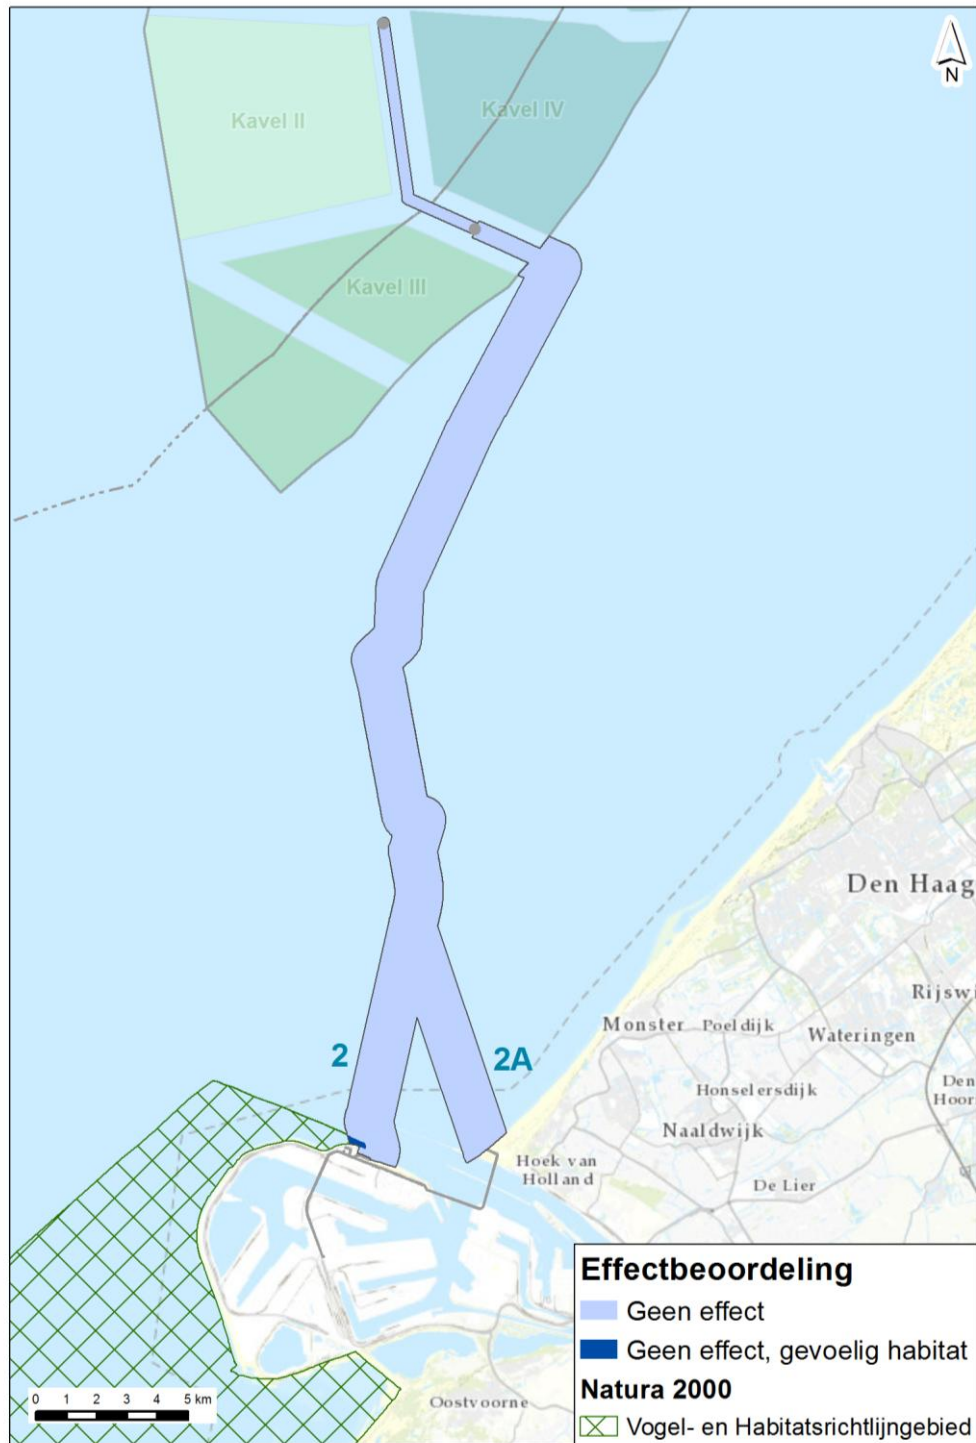 N
Kavel II
Kavel IV
Kavel III
Den Haag
Rijswi
Monster
Poeldijk
Wateringen
2
2A
Den
Hoor
Honselersdijk
Naaldwijk
Hoek van
Holland
De Lier
Effectbeoordeling
Geen effect
Geen effect, gevoelig habitat
Natura 2000
Vogel- en Habitatsrichtlijngebied
0 1 2 3 4 5 km
Oostvoorne